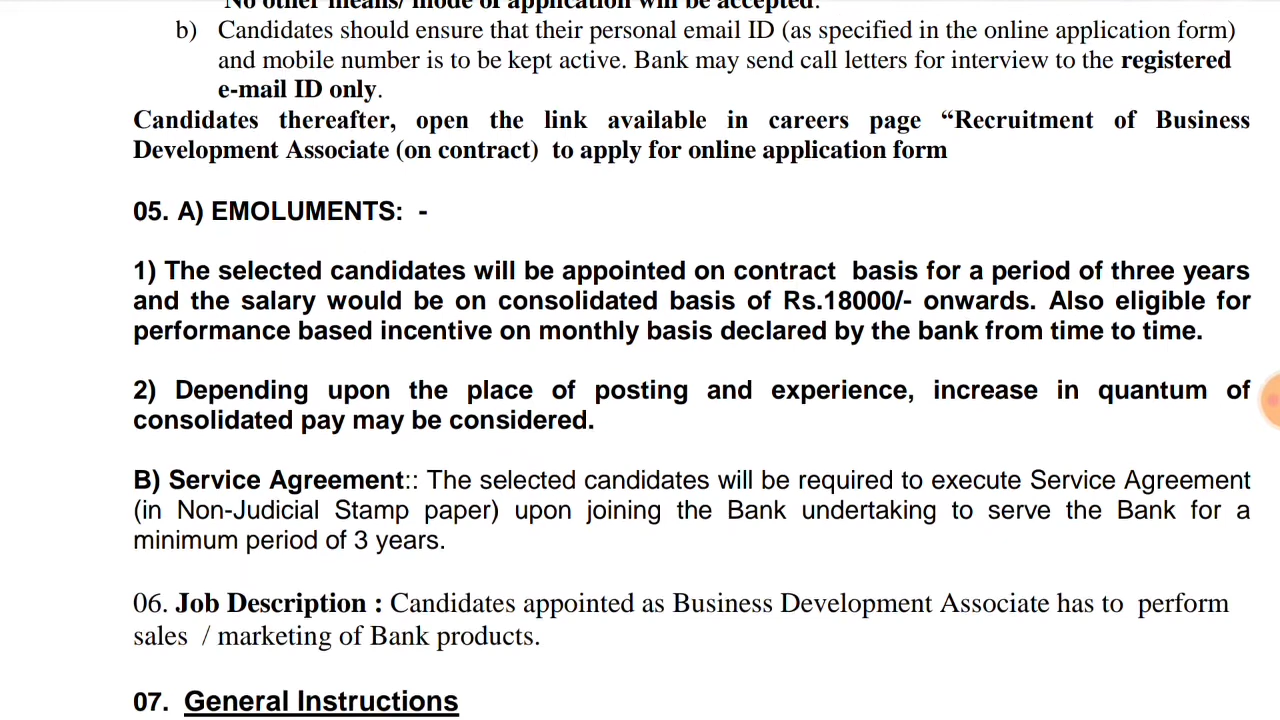 No other means/ mode of application will be accepted.
b) Candidates should ensure that their personal email ID (as specified in the online application form)
and mobile number is to be kept active. Bank may send call letters for interview to the registered
e-mail ID only.
Candidates thereafter, open the link available in careers page “Recruitment of Business
Development Associate (on contract) to apply for online application form
05. A) EMOLUMENTS: -
1) The selected candidates will be appointed on contract basis for a period of three years
and the salary would be on consolidated basis of Rs.18000/- onwards. Also eligible for
performance based incentive on monthly basis declared by the bank from time to time.
2) Depending upon the place of posting and experience, increase in quantum of
consolidated pay may be considered.
B) Service Agreement:: The selected candidates will be required to execute Service Agreement
(in Non-Judicial Stamp paper) upon joining the Bank undertaking to serve the Bank for a
minimum period of 3 years.
06. Job Description : Candidates appointed as Business Development Associate has to perform
sales / marketing of Bank products.
07. General Instructions